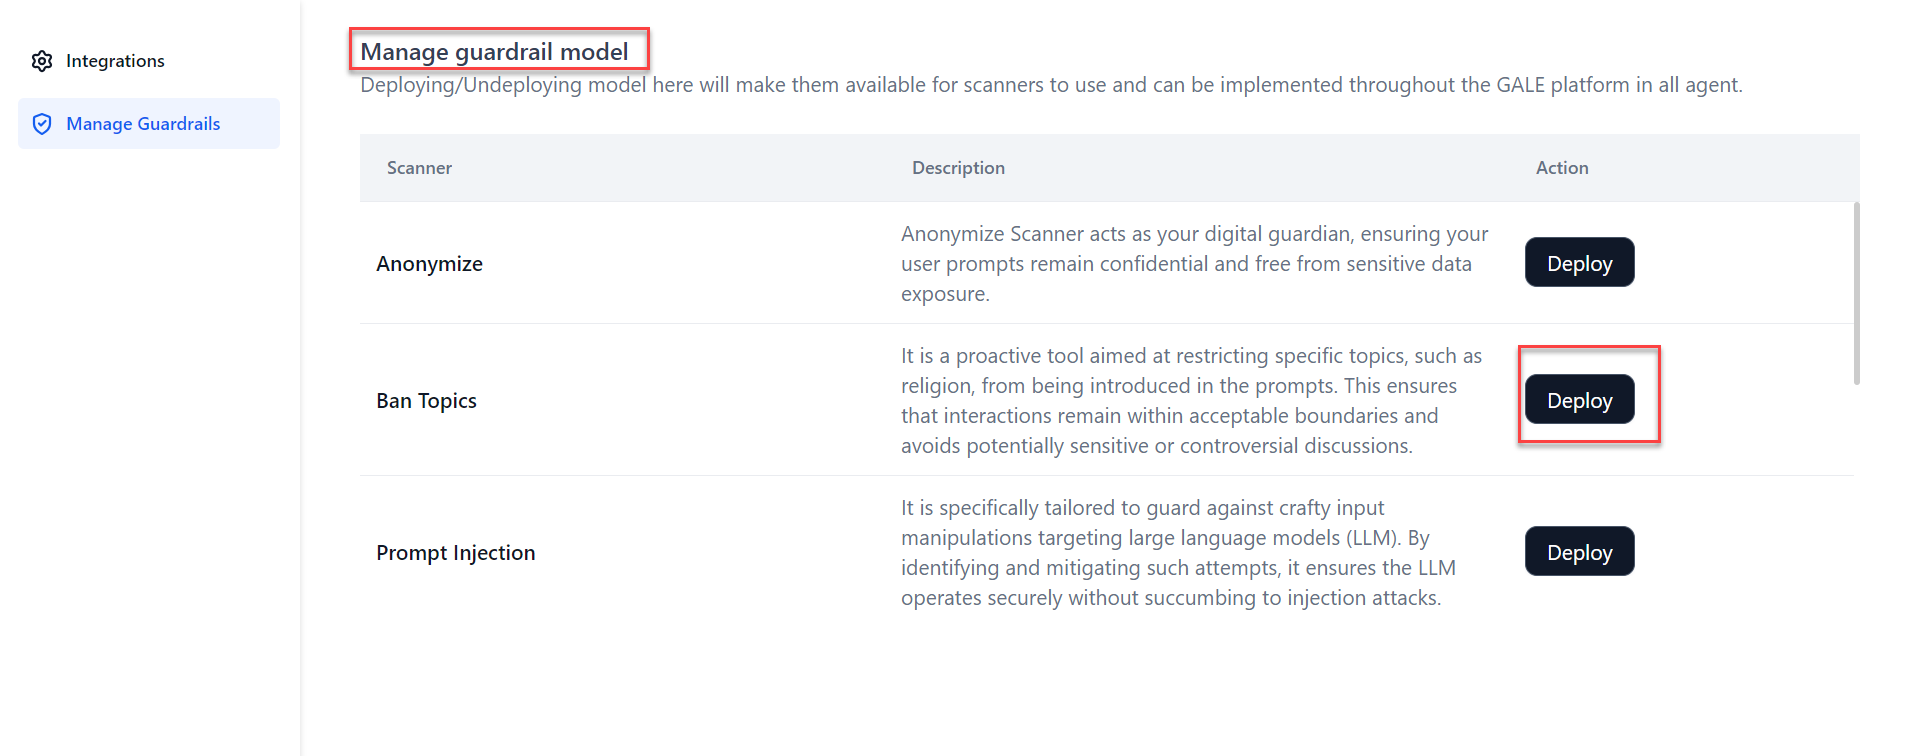 Integrations
Manage Guardrails
Manage guardrail model
Deploying/Undeploying model here will make them available for scanners to use and can be implemented throughout the GALE platform in all agent.
Scanner Description Action
Anonymize
Anonymize Scanner acts as your digital guardian, ensuring your
user prompts remain confidential and free from sensitive data
exposure.
Deploy
Ban Topics
It is a proactive tool aimed at restricting specific topics, such as
religion, from being introduced in the prompts. This ensures
that interactions remain within acceptable boundaries and
avoids potentially sensitive or controversial discussions.
Deploy
Prompt Injection
It is specifically tailored to guard against crafty input
manipulations targeting large language models (LLM). By
identifying and mitigating such attempts, it ensures the LLM
operates securely without succumbing to injection attacks.
Deploy